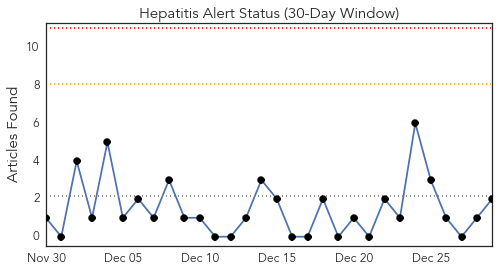 Hepatitis Alert Status (30-Day Window)
Articles Found
10
8
6
4
2
0
Nov 30
Dec 05
Dec 10
Dec 15
Dec 20
Dec 25